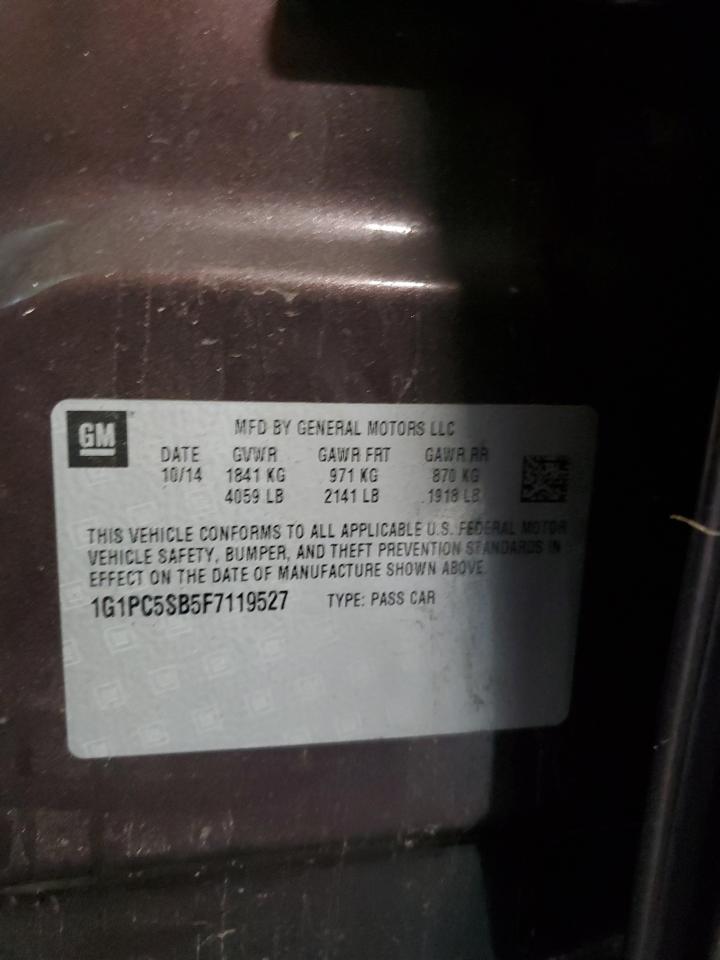 GM
MFD BY GENERAL MOTORS LLC
DATE GVWR GAWR FRT GAWR RR
10/14 1841 KG 971 KG 870 KG
4059 LB 2141 LB 1918 LB
THIS VEHICLE CONFORMS TO ALL APPLICABLE U.S. FEDERAL MOTOR
VEHICLE SAFETY, BUMPER, AND THEFT PREVENTION STANDARDS IN
EFFECT ON THE DATE OF MANUFACTURE SHOWN ABOVE.
1G1PC5SB5F7119527 TYPE: PASS CAR